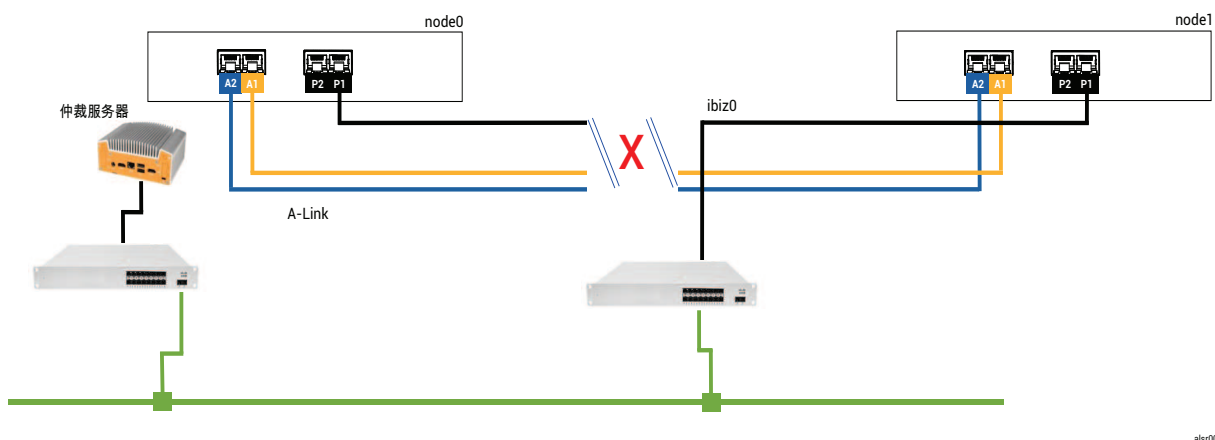 node0
node1
A2 A1 P2 P1
A2 A1 P2 P1
仲裁服务器
ibiz0
X
A-Link